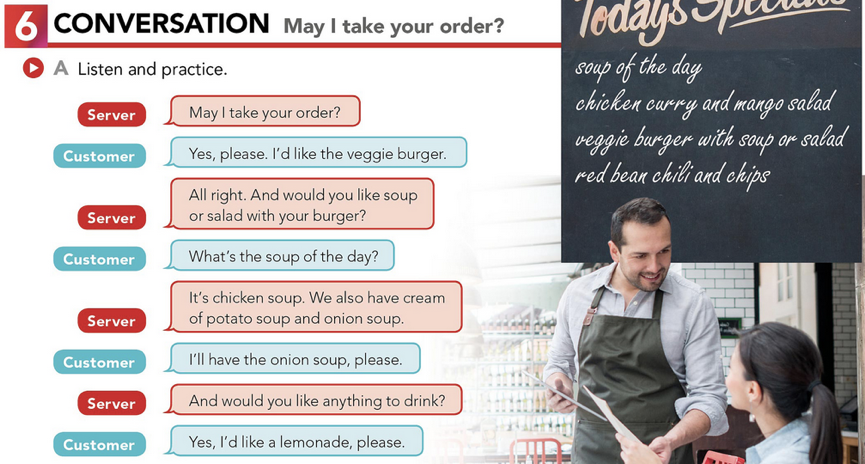 6 CONVERSATION May I take your order?
A Listen and practice.
Server May I take your order?
Customer Yes, please. I'd like the veggie burger.
Server All right. And would you like soup
or salad with your burger?
Customer What's the soup of the day?
Server It's chicken soup. We also have cream
of potato soup and onion soup.
Customer I'll have the onion soup, please.
Server And would you like anything to drink?
Customer Yes, I'd like a lemonade, please.
Today's Specials
soup of the day
chicken curry and mango salad
veggie burger with soup or salad
red bean chili and chips